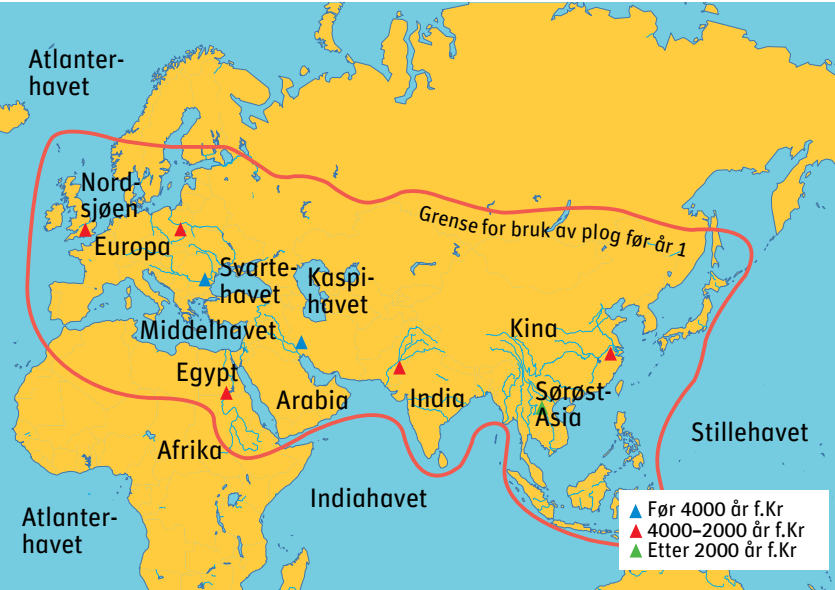 Atlanter-
havet
Nord-
sjøen
Europa
Grense for bruk av plog før år 1
Svarte-
havet
Kaspi-
havet
Middelhavet
Kina
Egypt
Arabia
India
Sørøst-
Asia
Afrika
Stillehavet
Indiahavet
Atlanter-
havet
Før 4000 år f.Kr
4000–2000 år f.Kr
Etter 2000 år f.Kr